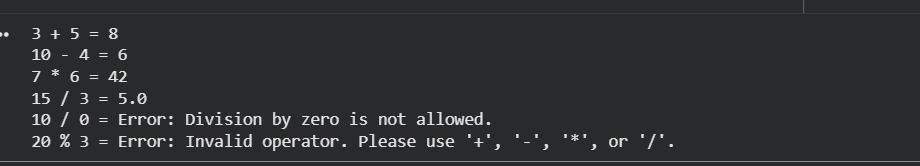 3 + 5 = 8
10 - 4 = 6
7 * 6 = 42
15 / 3 = 5.0
10 / 0 = Error: Division by zero is not allowed.
20 % 3 = Error: Invalid operator. Please use '+', '-', '*', or '/'.